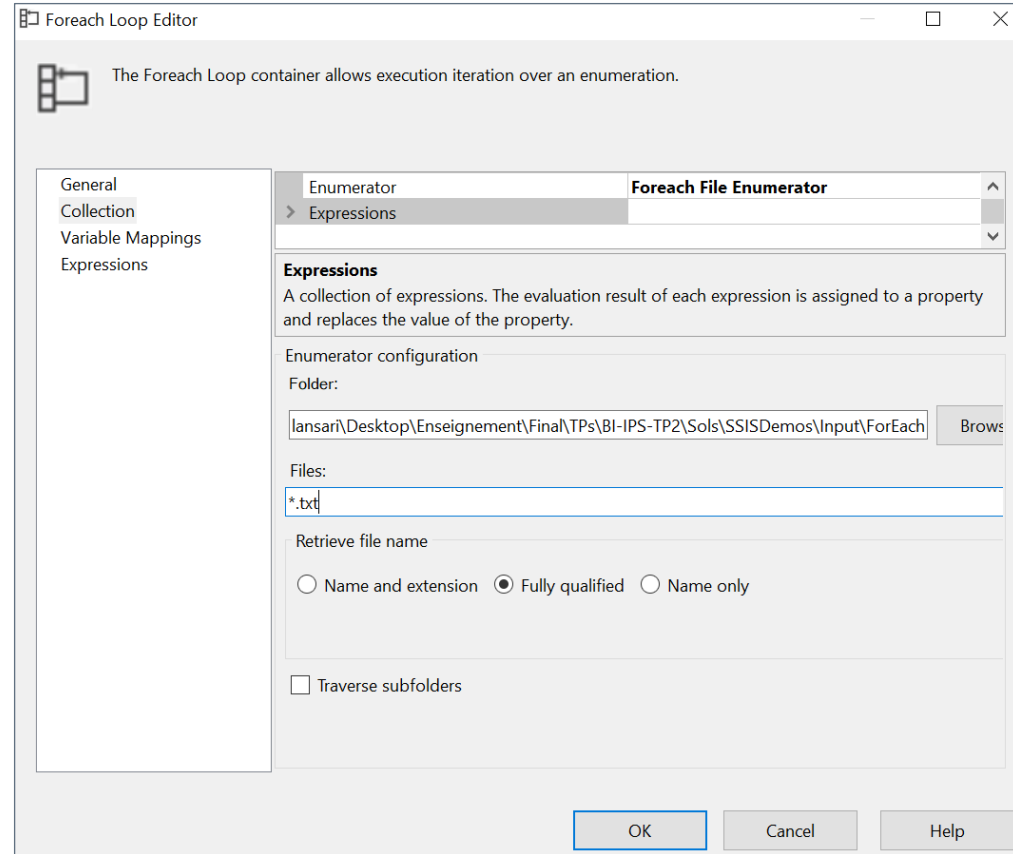 Foreach Loop Editor
The Foreach Loop container allows execution iteration over an enumeration.
General
Collection
Variable Mappings
Expressions
Enumerator Foreach File Enumerator
Expressions
Expressions
A collection of expressions. The evaluation result of each expression is assigned to a property
and replaces the value of the property.
Enumerator configuration
Folder:
lansari\Desktop\Enseignement\Final\TPs\BI-IPS-TP2\Sols\SSISDemos\Input\ForEach Brows
Files:
*.txt
Retrieve file name
Name and extension Fully qualified Name only
Traverse subfolders
OK Cancel Help